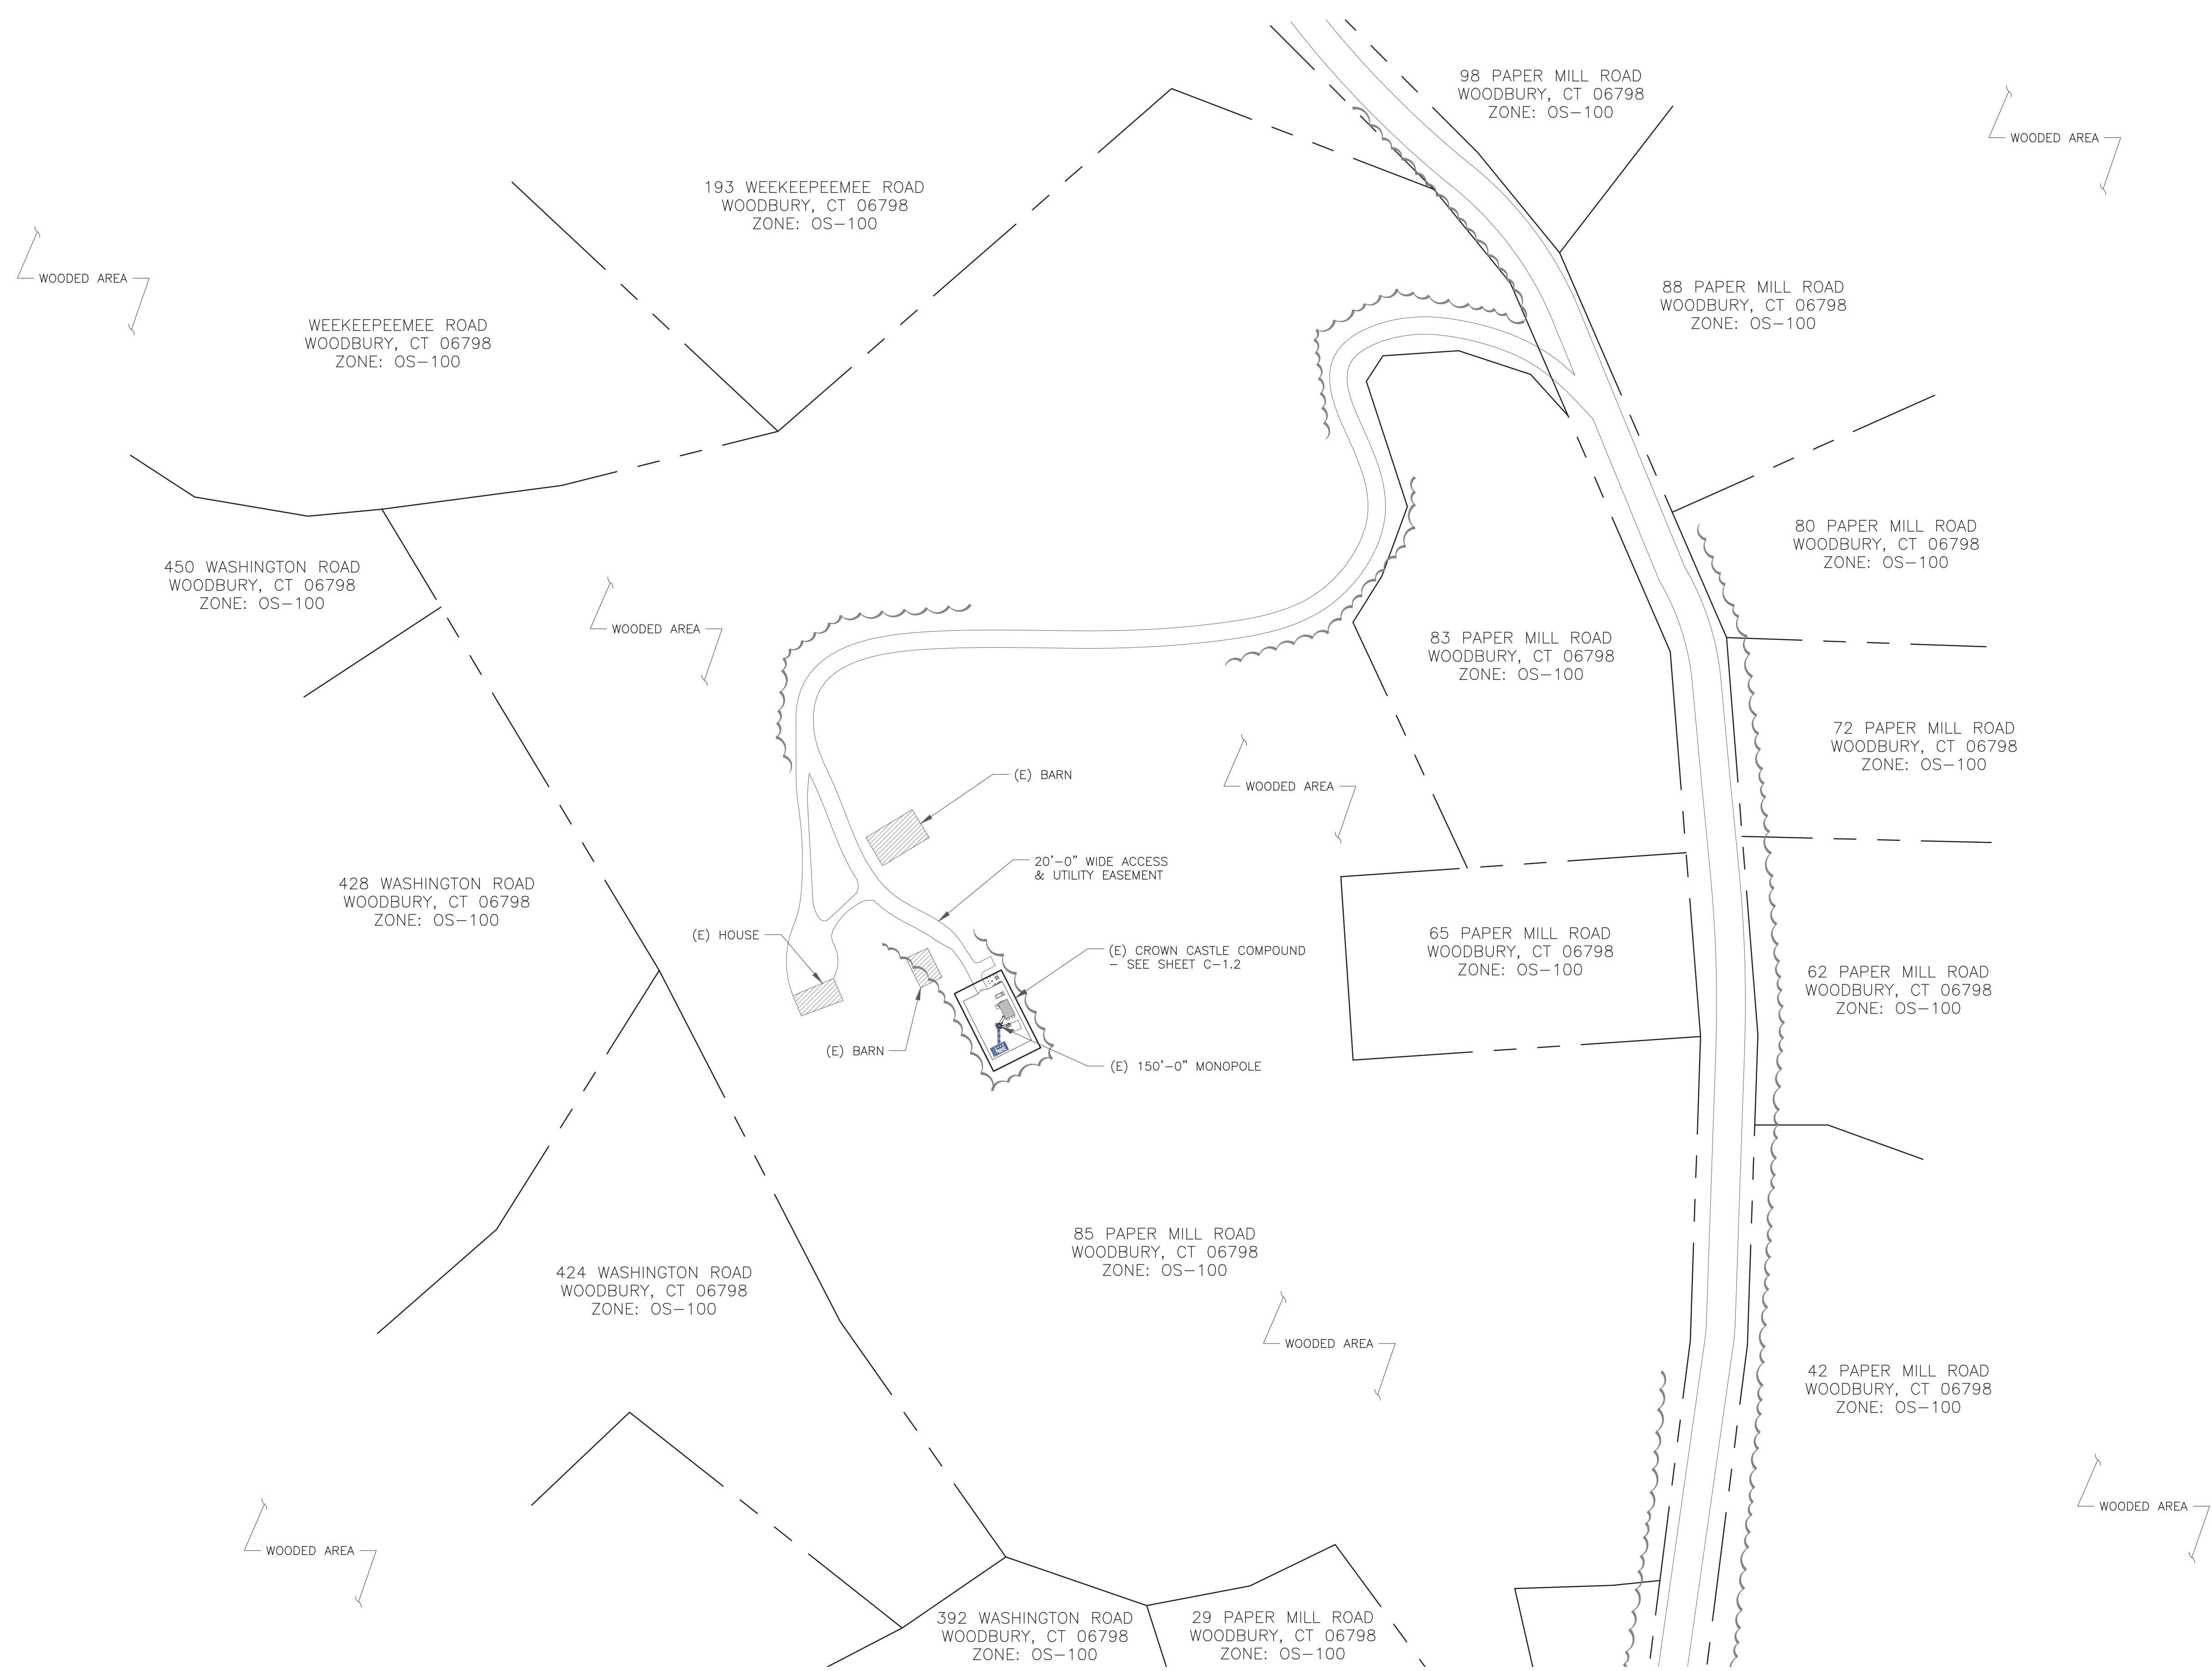 98 PAPER MILL ROAD
WOODBURY, CT 06798
ZONE: OS-100
WOODED AREA
193 WEEKEEPEEMEE ROAD
WOODBURY, CT 06798
ZONE: OS-100
WOODED AREA
88 PAPER MILL ROAD
WOODBURY, CT 06798
ZONE: OS-100
WEEKEEPEEMEE ROAD
WOODBURY, CT 06798
ZONE: OS-100
80 PAPER MILL ROAD
WOODBURY, CT 06798
ZONE: OS-100
450 WASHINGTON ROAD
WOODBURY, CT 06798
ZONE: OS-100
WOODED AREA
83 PAPER MILL ROAD
WOODBURY, CT 06798
ZONE: OS-100
72 PAPER MILL ROAD
WOODBURY, CT 06798
ZONE: OS-100
(E) BARN
WOODED AREA
20'-0" WIDE ACCESS
& UTILITY EASEMENT
428 WASHINGTON ROAD
WOODBURY, CT 06798
ZONE: OS-100
(E) HOUSE
(E) CROWN CASTLE COMPOUND
- SEE SHEET C-1.2
65 PAPER MILL ROAD
WOODBURY, CT 06798
ZONE: OS-100
62 PAPER MILL ROAD
WOODBURY, CT 06798
ZONE: OS-100
(E) BARN
(E) 150'-0" MONOPOLE
85 PAPER MILL ROAD
WOODBURY, CT 06798
ZONE: OS-100
424 WASHINGTON ROAD
WOODBURY, CT 06798
ZONE: OS-100
WOODED AREA
42 PAPER MILL ROAD
WOODBURY, CT 06798
ZONE: OS-100
WOODED AREA
WOODED AREA
392 WASHINGTON ROAD
WOODBURY, CT 06798
ZONE: OS-100
29 PAPER MILL ROAD
WOODBURY, CT 06798
ZONE: OS-100